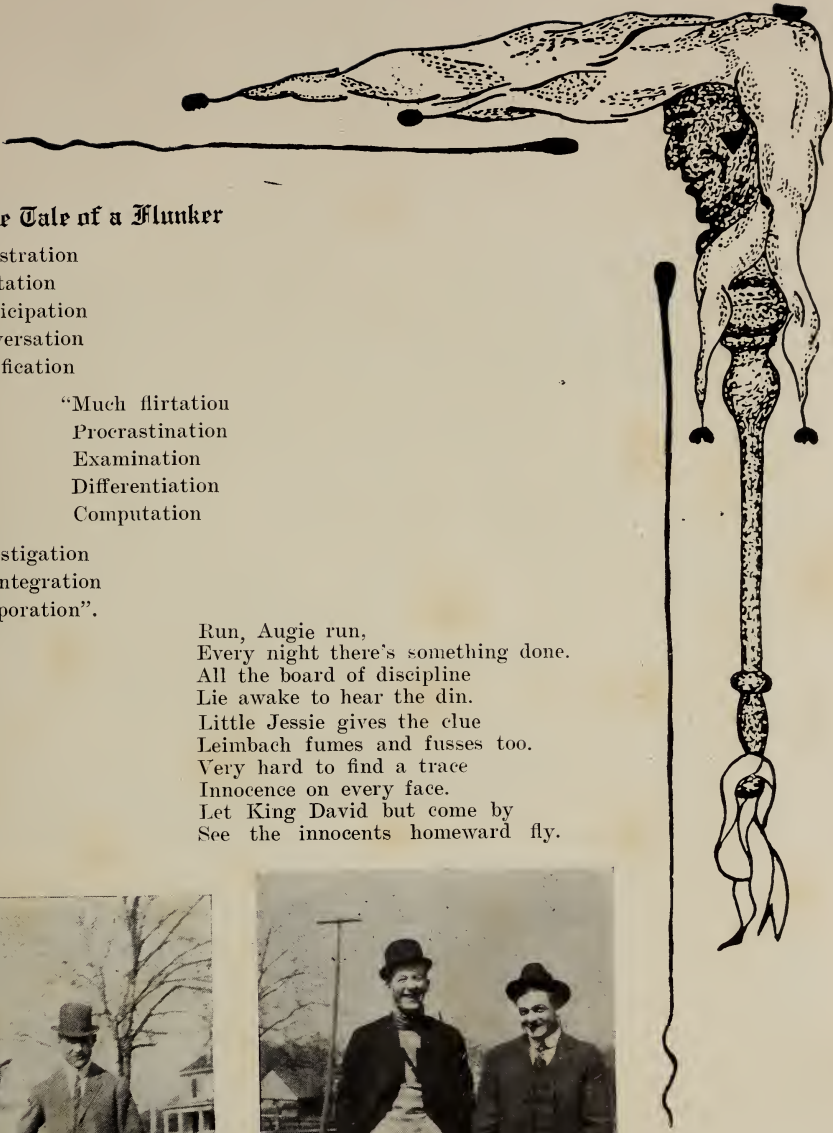 e Tale of a Flunker
stration
tation
icipation
versation
fication
“Much flirtation
Procrastination
Examination
Differentiation
Computation
stigation
ntegration
poration”.
Run, Augie run,
Every night there's something done.
All the board of discipline
Lie awake to hear the din.
Little Jessie gives the clue
Leimbach fumes and fusses too.
Very hard to find a trace
Innocence on every face.
Let King David but come by
See the innocents homeward fly.